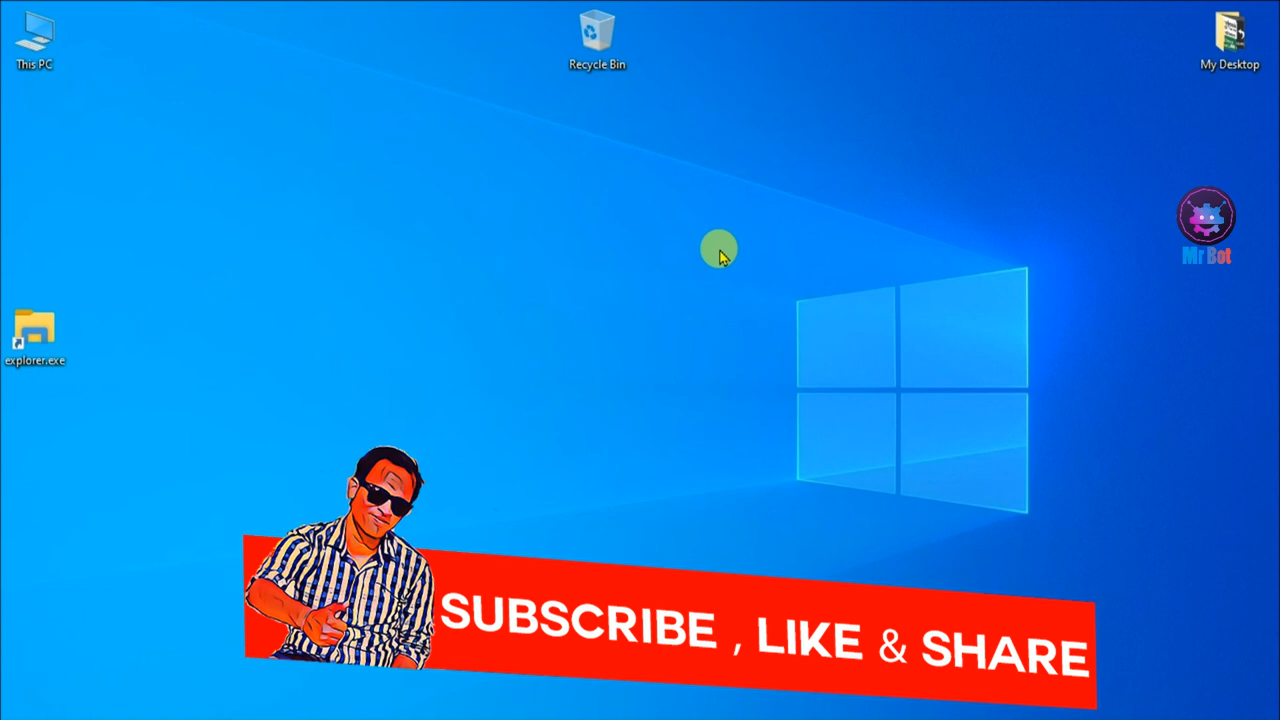 This PC
Recycle Bin
My Desktop
Mr Bot
explorer.exe
SUBSCRIBE , LIKE & SHARE